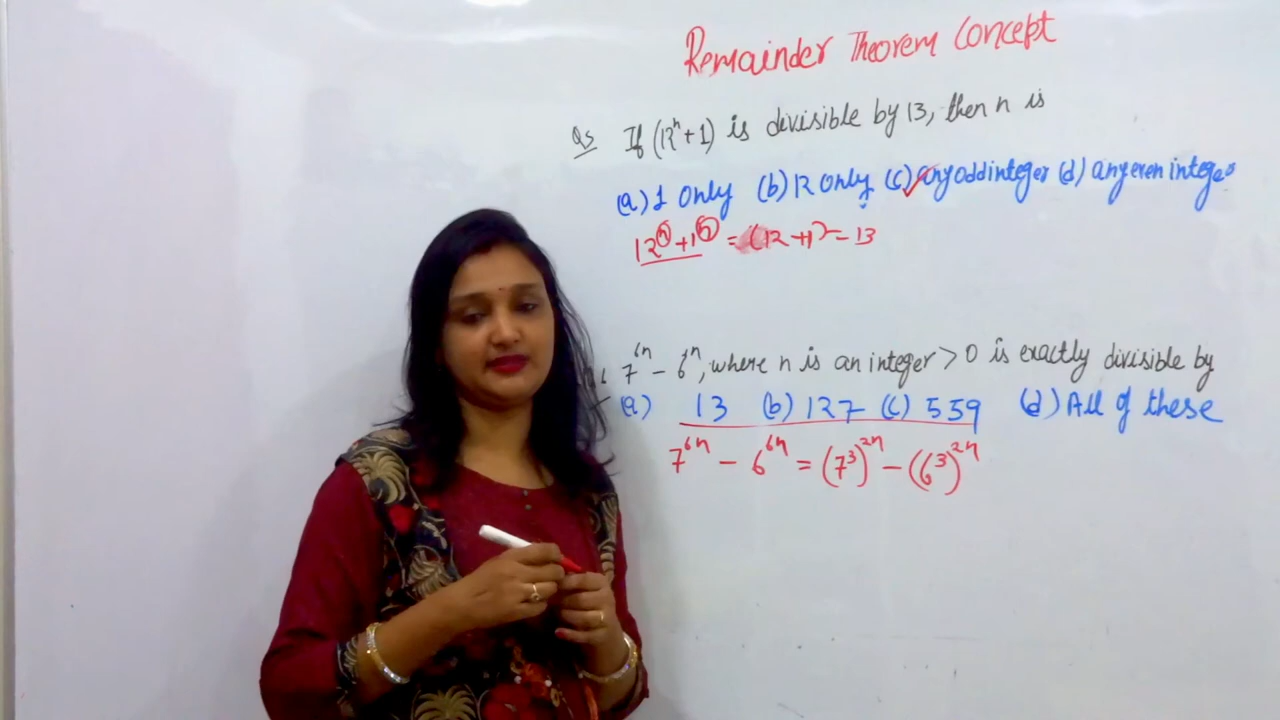 Remainder Theorem Concept
Q5 If (12ⁿ+1) is divisible by 13, then n is
(a) 1 only (b) 12 only (c) any odd integer (d) any even integer
12ⁿ+1ⁿ = (12+1) = 13
7⁶ⁿ - 6⁶ⁿ, where n is an integer > 0 is exactly divisible by
(a) 13 (b) 127 (c) 559 (d) All of these
7⁶ⁿ - 6⁶ⁿ = (7³)²ⁿ - (6³)²ⁿ